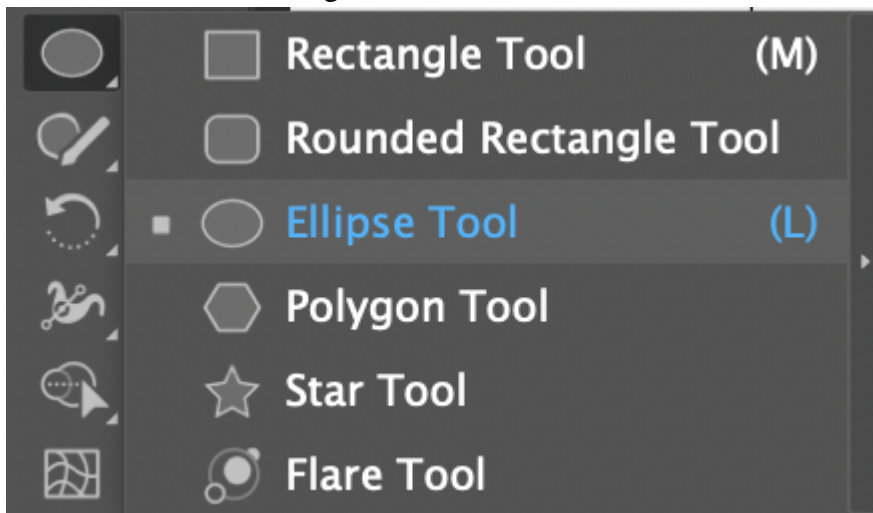 Rectangle Tool (M)
Rounded Rectangle Tool
Ellipse Tool (L)
Polygon Tool
Star Tool
Flare Tool